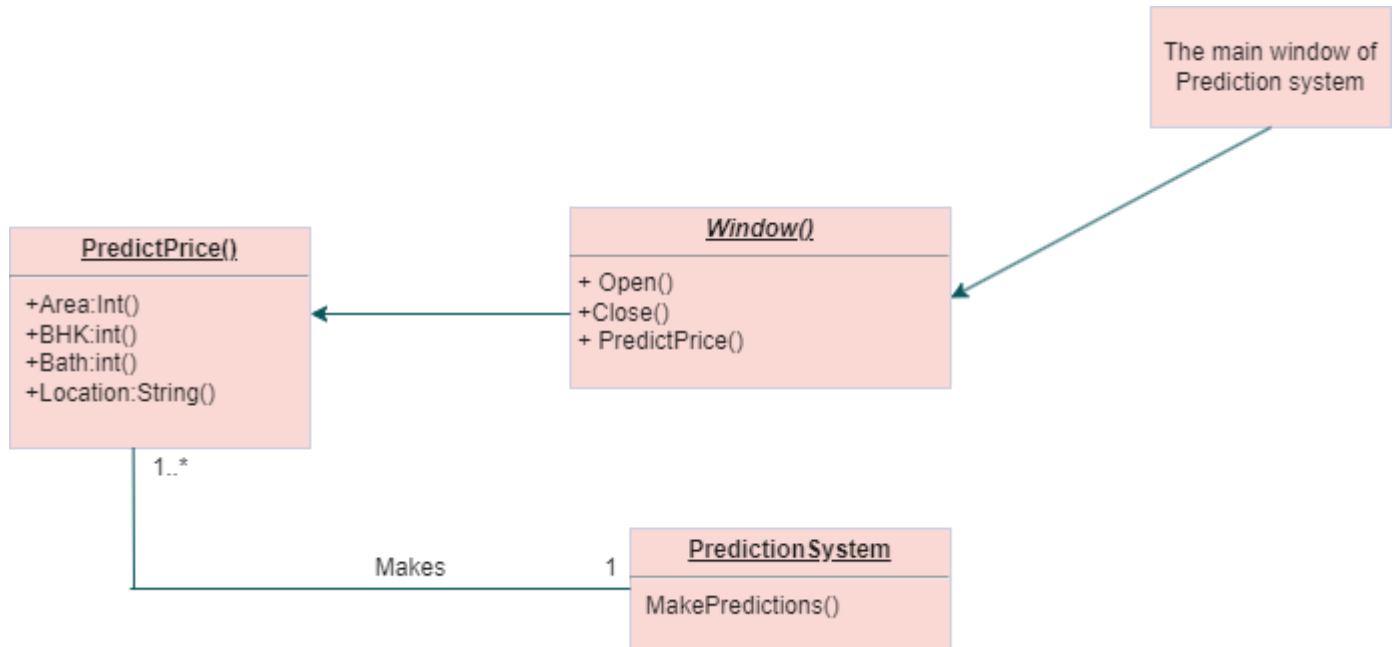 The main window of
Prediction system
Window()
+ Open()
+Close()
+ PredictPrice()
PredictPrice()
+Area:Int()
+BHK:int()
+Bath:int()
+Location:String()
1..*
Makes
1
PredictionSystem
MakePredictions()